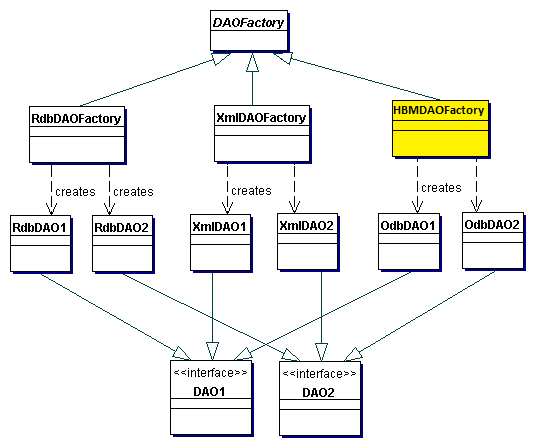 DAOFactory
RdbDAOFactory
XmlDAOFactory
HBMDAOFactory
creates
creates
creates
creates
RdbDAO1
RdbDAO2
XmlDAO1
XmlDAO2
OdbDAO1
OdbDAO2
<<interface>>
DAO1
<<interface>>
DAO2